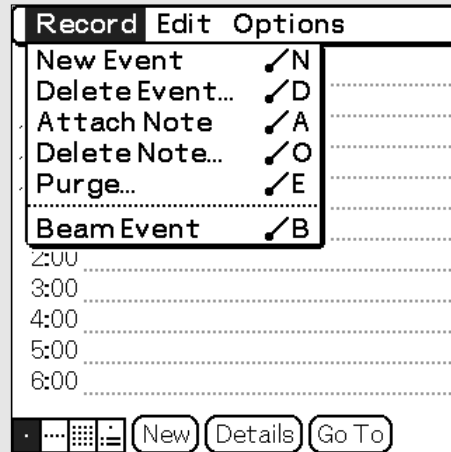 Record Edit Options
New Event N
Delete Event... D
Attach Note A
Delete Note... O
Purge... E
Beam Event B
2:00
3:00
4:00
5:00
6:00
New Details Go To